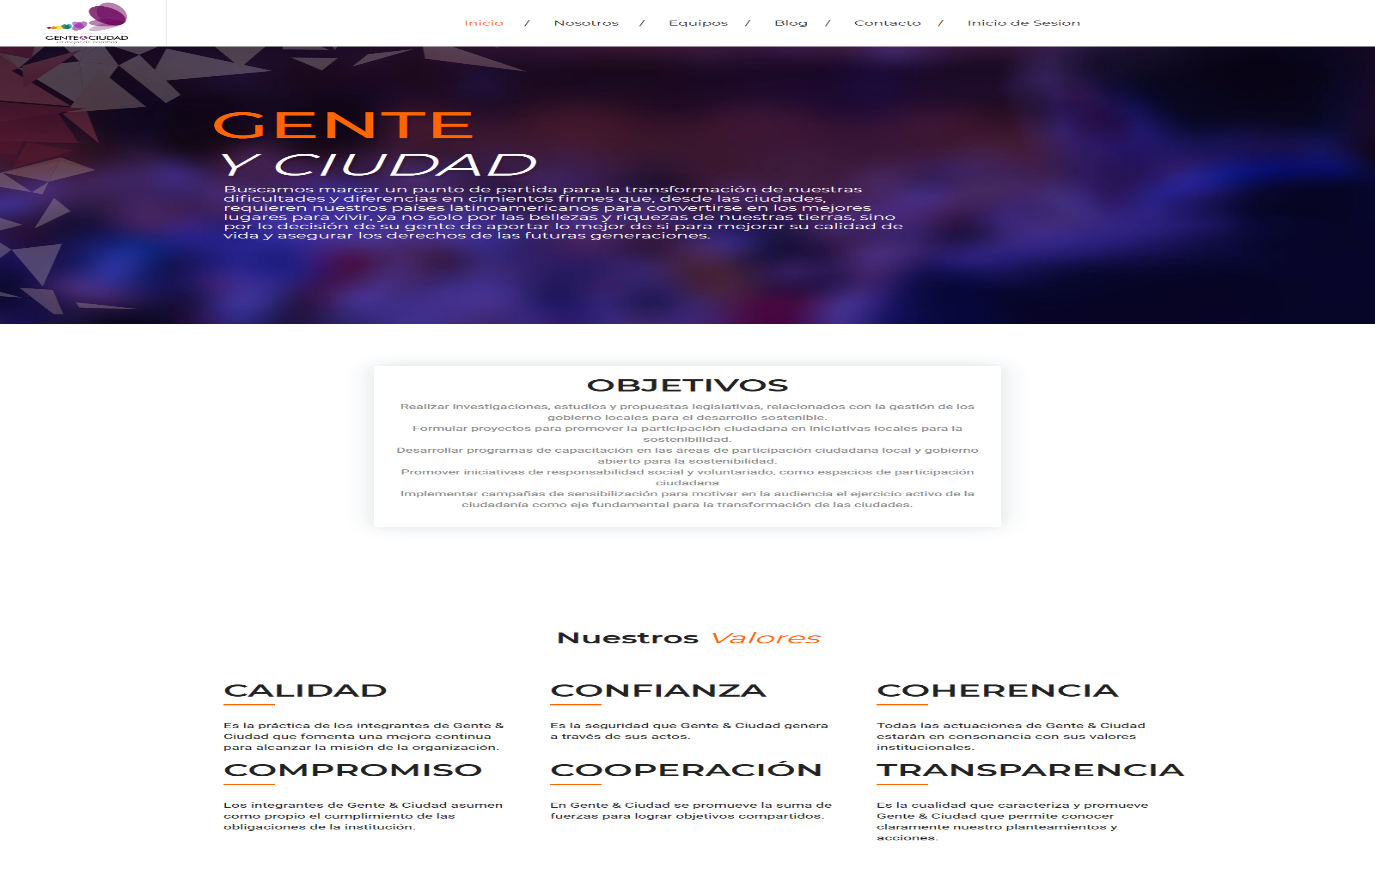 GENTE&CIUDAD
Inicio / Nosotros / Equipos / Blog / Contacto / Inicio de Sesion
GENTE
Y CIUDAD
Buscamos marcar un punto de partida para la transformación de nuestras
dificultades y diferencias en cimientos firmes que, desde las ciudades,
requieren nuestros países latinoamericanos para convertirse en los mejores
lugares para vivir, ya no solo por las bellezas y riquezas de nuestras tierras, sino
por lo decisión de su gente de aportar lo mejor de sí para mejorar su calidad de
vida y asegurar los derechos de las futuras generaciones.
OBJETIVOS
Realizar investigaciones, estudios y propuestas legislativas, relacionados con la gestión de los
gobierno locales para el desarrollo sostenible.
Formular proyectos para promover la participación ciudadana en iniciativas locales para la
sostenibilidad.
Desarrollar programas de capacitación en las áreas de participación ciudadana local y gobierno
abierto para la sostenibilidad.
Promover iniciativas de responsabilidad social y voluntariado, como espacios de participación
ciudadana
Implementar campañas de sensibilización para motivar en la audiencia el ejercicio activo de la
ciudadanía como eje fundamental para la transformación de las ciudades.
Nuestros Valores
CALIDAD
Es la práctica de los integrantes de Gente &
Ciudad que fomenta una mejora continua
para alcanzar la misión de la organización.
CONFIANZA
Es la seguridad que Gente & Ciudad genera
a través de sus actos.
COHERENCIA
Todas las actuaciones de Gente & Ciudad
estarán en consonancia con sus valores
institucionales.
COMPROMISO
Los integrantes de Gente & Ciudad asumen
como propio el cumplimiento de las
obligaciones de la institución.
COOPERACIÓN
En Gente & Ciudad se promueve la suma de
fuerzas para lograr objetivos compartidos.
TRANSPARENCIA
Es la cualidad que caracteriza y promueve
Gente & Ciudad que permite conocer
claramente nuestro planteamientos y
acciones.